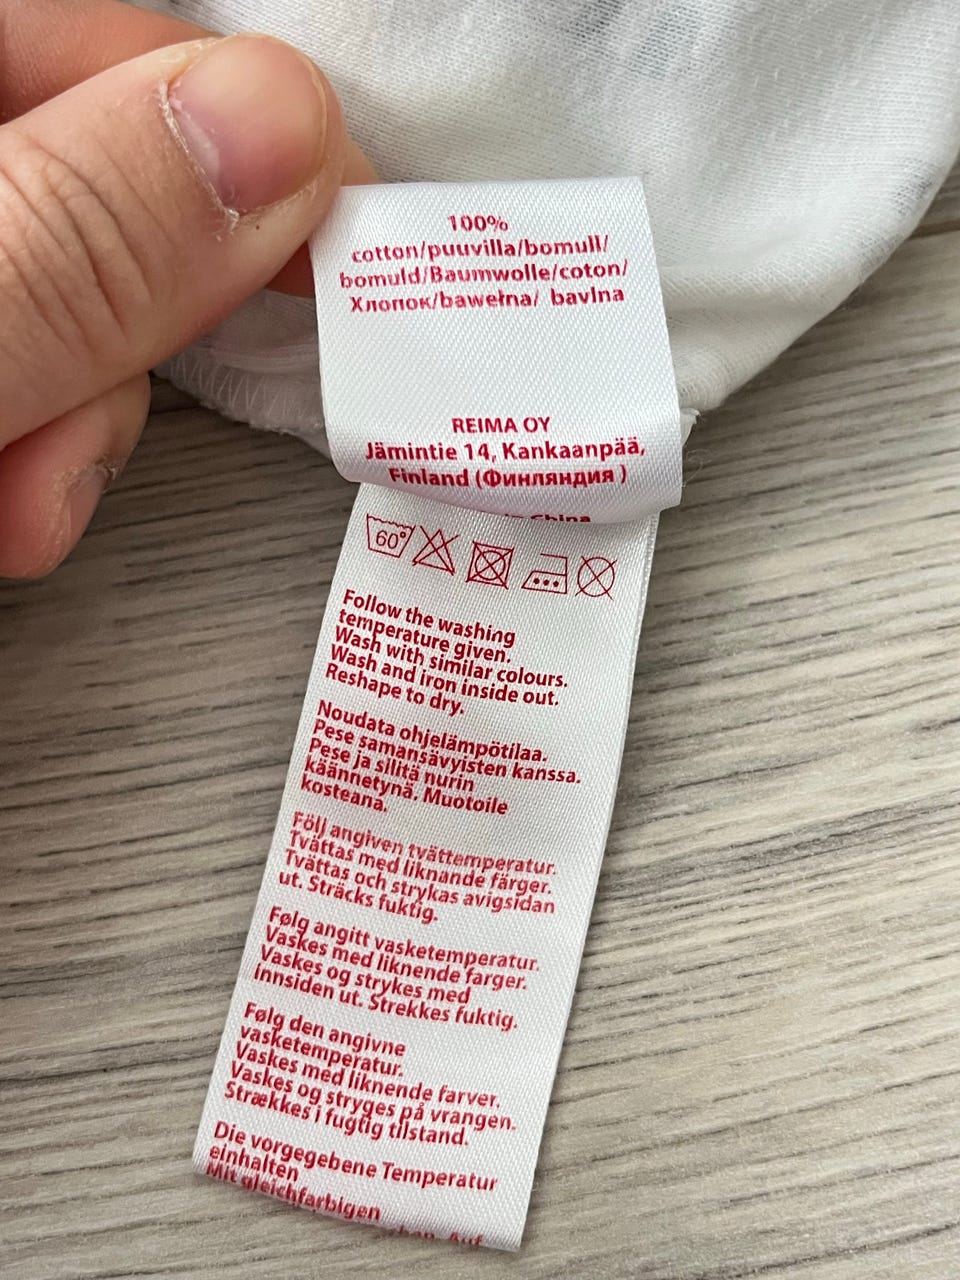 100%
cotton/puuvilla/bomull/
bomuld/Baumwolle/coton/
Хлопок/bawełna/ bavlna
REIMA OY
Jämintie 14, Kankaanpää,
Finland (Финляндия )
China
60°
Follow the washing
temperature given.
Wash with similar colours.
Wash and iron inside out.
Reshape to dry.
Noudata ohjelämpötilaa.
Pese samansävyisten kanssa.
Pese ja silitä nurin
käännetynä. Muotoile
kosteana.
Följ angiven tvättemperatur.
Tvättas med liknande färger.
Tvättas och strykas avigsidan
ut. Sträcks fuktig.
Følg angitt vasketemperatur.
Vaskes med liknende farger.
Vaskes og strykes med
innsiden ut. Strekkes fuktig.
Følg den angivne
vasketemperatur.
Vaskes med liknende farver.
Vaskes og stryges på vrangen.
Strækkes i fugtig tilstand.
Die vorgegebene Temperatur
einhalten
Mit gleichfarbigen
Auf